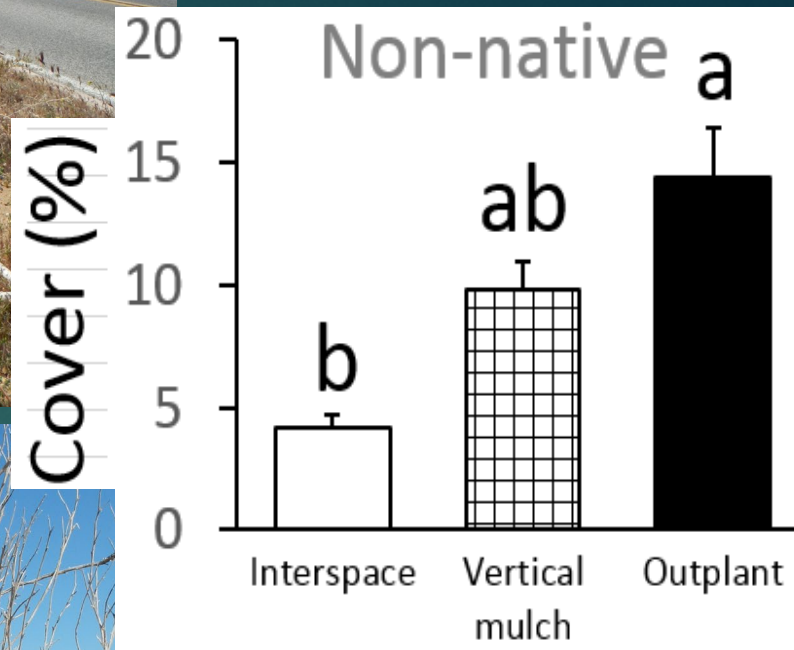 Non-native
Cover (%)
20
15
10
5
0
b
ab
a
Interspace
Vertical
mulch
Outplant